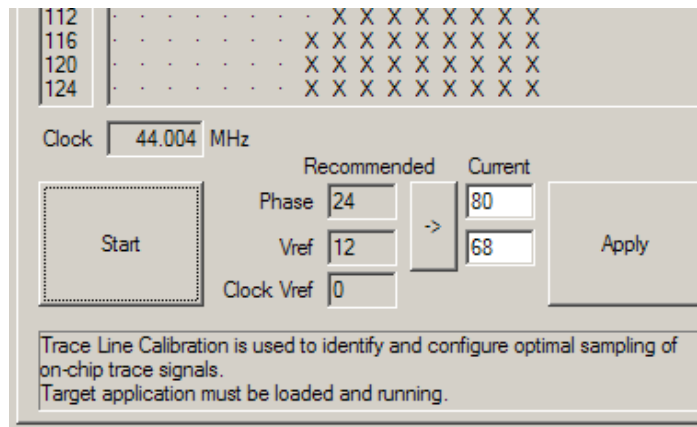 112 . . . . . . . . X X X X X X X X
116 . . . . . . . X X X X X X X X X
120 . . . . . . . X X X X X X X X X
124 . . . . . . . X X X X X X X X X
Clock 44.004 MHz
Recommended Current
Phase 24 80
Start Vref 12 -> 68 Apply
Clock Vref 0
Trace Line Calibration is used to identify and configure optimal sampling of
on-chip trace signals.
Target application must be loaded and running.